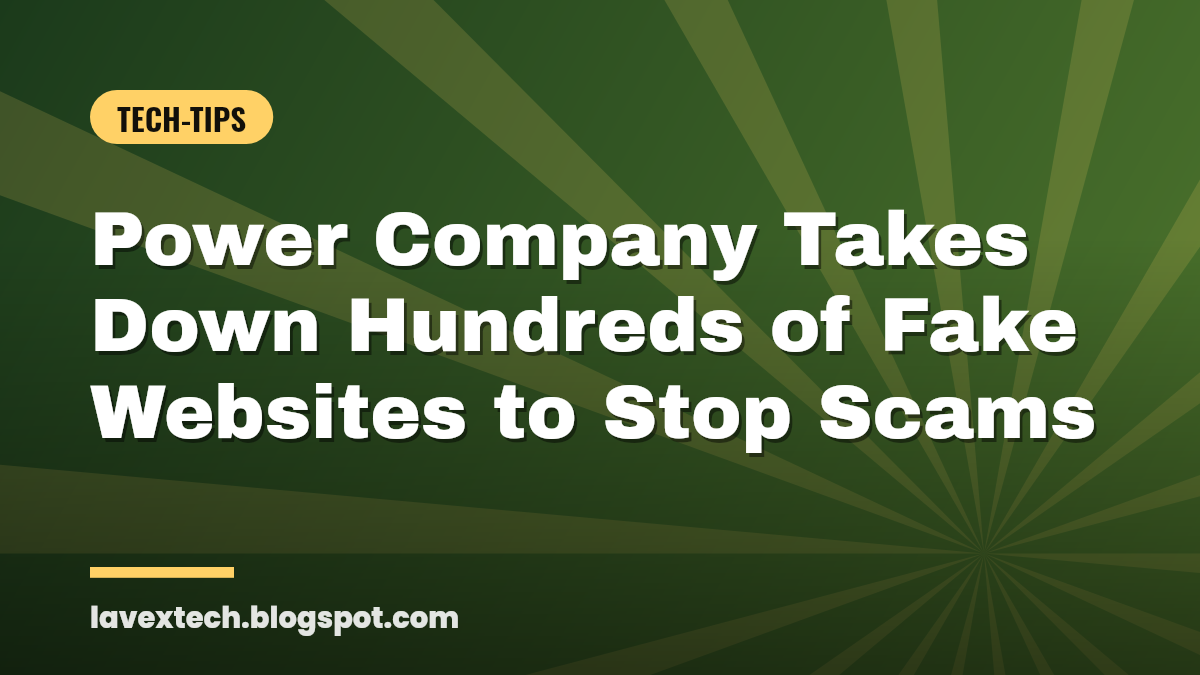 TECH-TIPS
Power Company Takes
Down Hundreds of Fake
Websites to Stop Scams
lavextech.blogspot.com